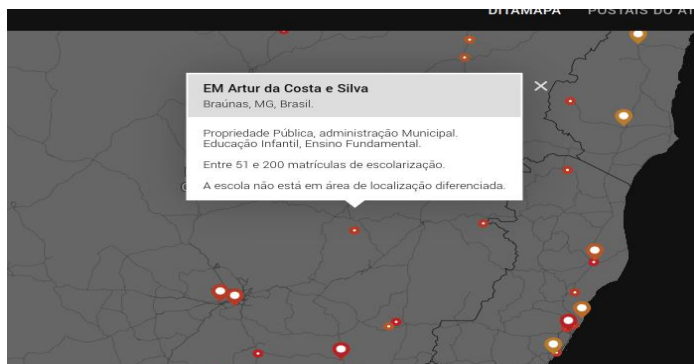 DITAMAPA POSTAIS DO AT
EM Artur da Costa e Silva
Braúnas, MG, Brasil.
Propriedade Pública, administração Municipal.
Educação Infantil, Ensino Fundamental.
Entre 51 e 200 matrículas de escolarização.
A escola não está em área de localização diferenciada.